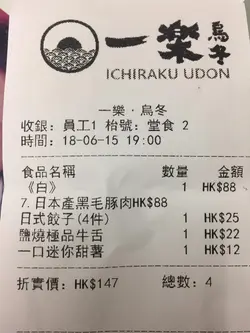 一樂烏冬
ICHIRAKU UDON
一樂．烏冬
收銀：員工1 枱號：堂食 2
時間：18-06-15 19:00
食品名稱 數量 金額
《白》 1 HK$88
7. 日本產黑毛豚肉HK$88
日式餃子(4件) 1 HK$25
鹽燒極品牛舌 1 HK$22
一口迷你甜薯 1 HK$12
折實價：HK$147 總數：4